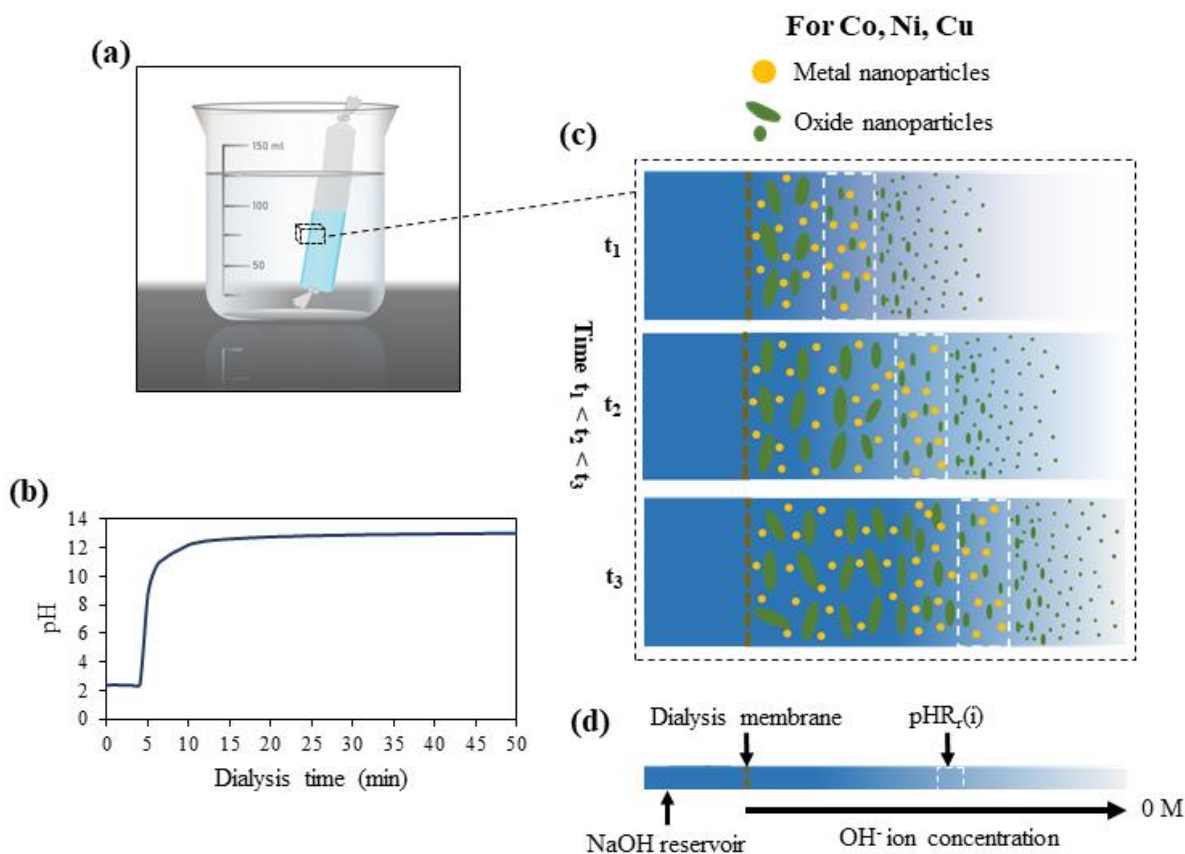 For Co, Ni, Cu
Metal nanoparticles
Oxide nanoparticles
(a)
150 ml
100
50
(b)
14
12
10
8
6
4
2
0
pH
0 5 10 15 20 25 30 35 40 45 50
Dialysis time (min)
(c)
t₁
t₂
t₃
Time t₁ < t₂ < t₃
(d)
Dialysis membrane
pHRᵣ(i)
0 M
NaOH reservoir
OH⁻ ion concentration